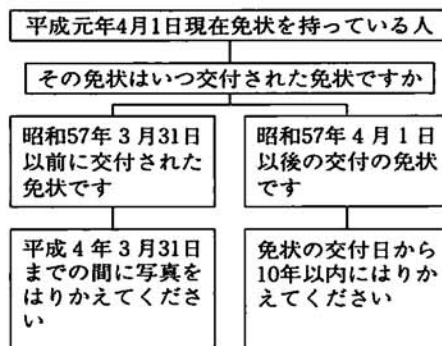 平成元年4月1日現在免状を持っている人
その免状はいつ交付された免状ですか
昭和57年3月31日
以前に交付された
免状です
昭和57年4月1日
以後の交付の免状
です
平成4年3月31日
までの間に写真を
はりかえてくださ
い
免状の交付日から
10年以内にはりか
えてください